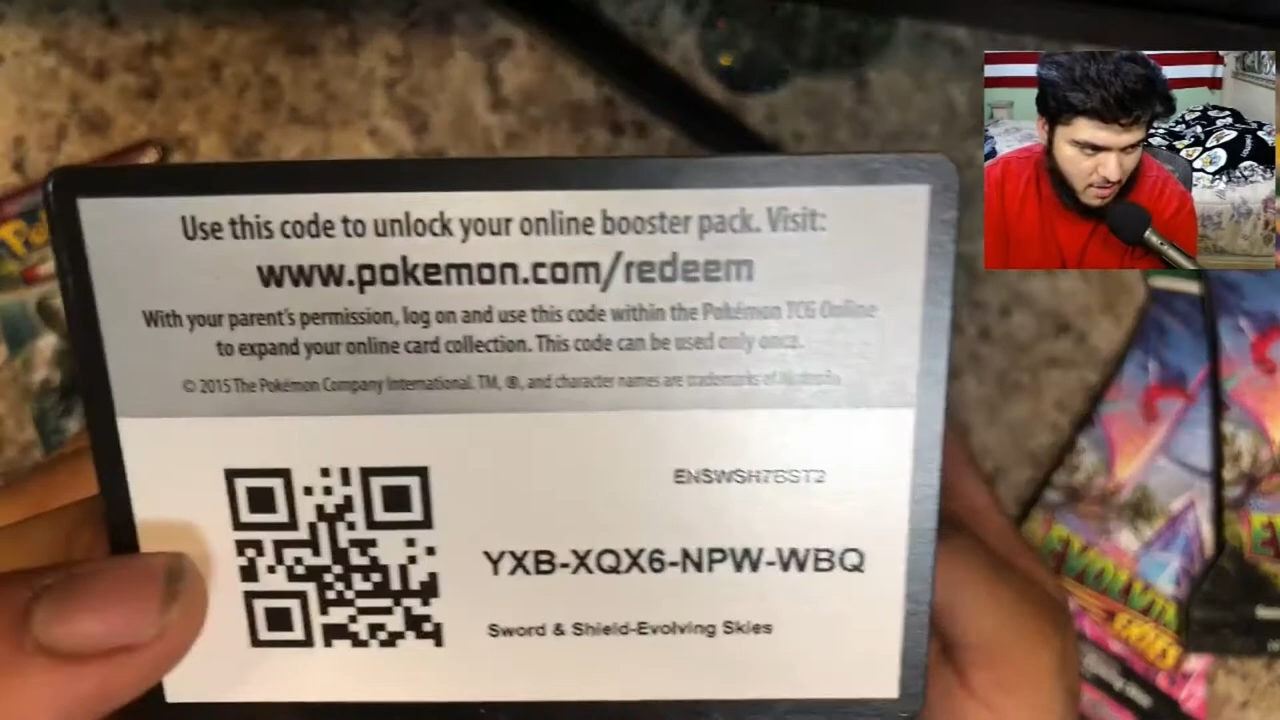 Use this code to unlock your online booster pack. Visit:
www.pokemon.com/redeem
With your parent's permission, log on and use this code within the Pokémon TCG Online
to expand your online card collection. This code can be used only once.
© 2015 The Pokémon Company International. TM, ®, and character names are trademarks of Nintendo
ENSWSH7BST2
YXB-XQX6-NPW-WBQ
Sword & Shield-Evolving Skies